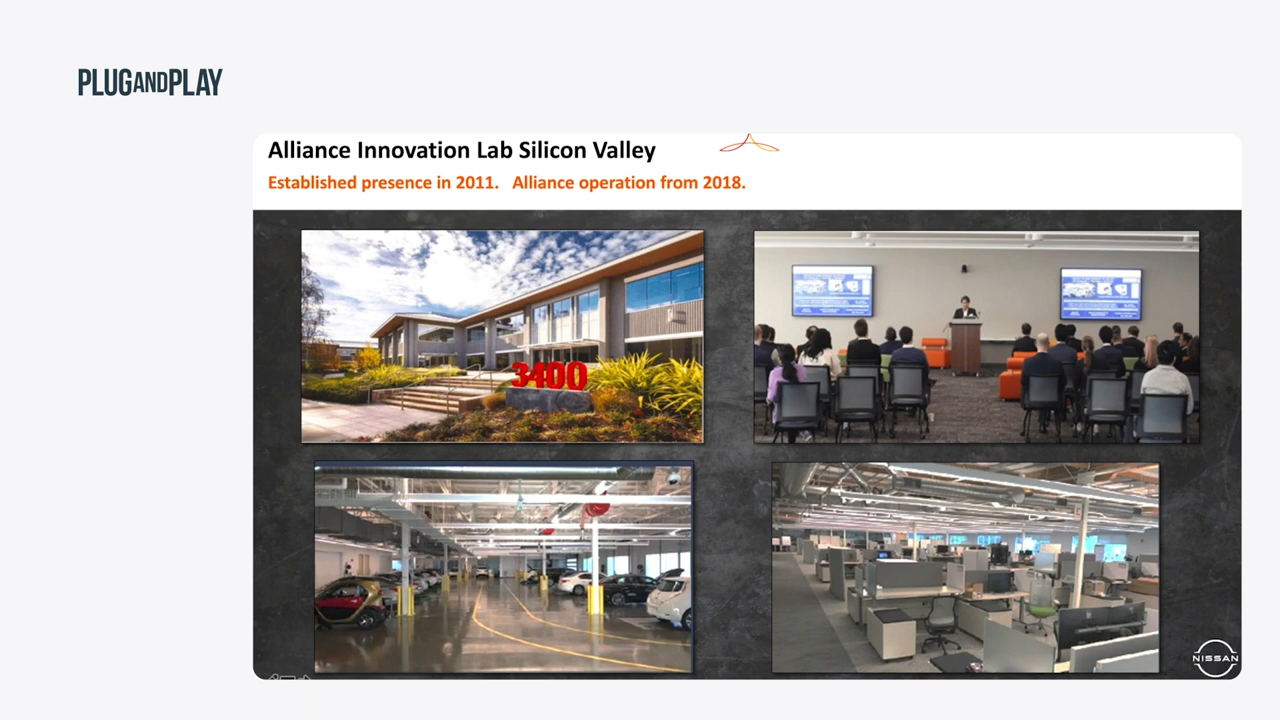 PLUGANDPLAY
Alliance Innovation Lab Silicon Valley
Established presence in 2011. Alliance operation from 2018.
3400
NISSAN